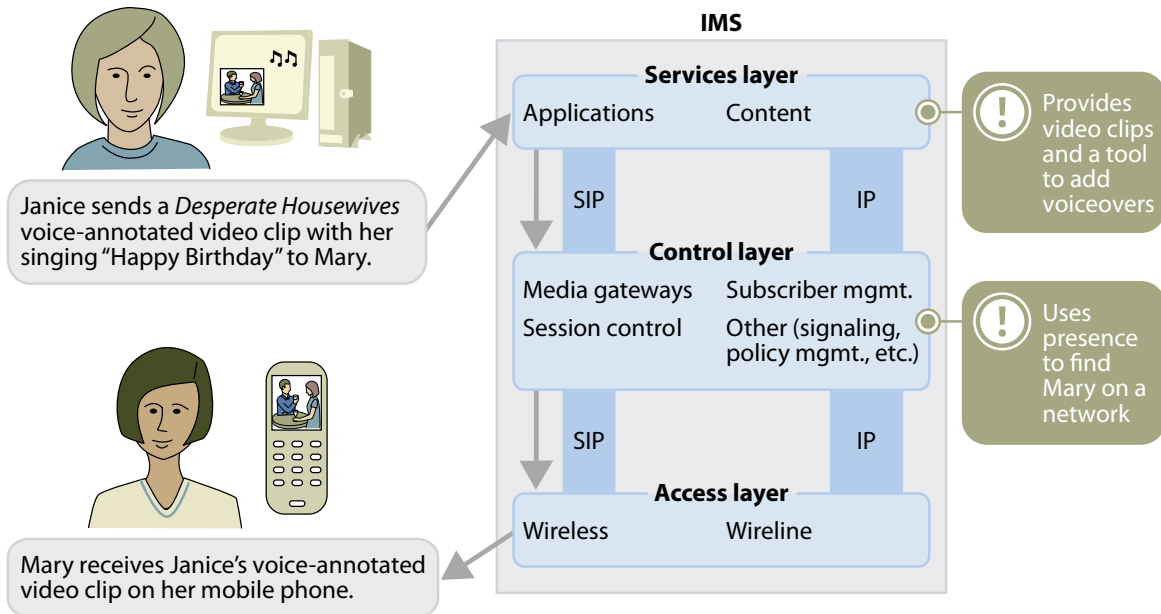 IMS
Services layer
Applications
Content
Provides
video clips
and a tool
to add
voiceovers
Janice sends a Desperate Housewives
voice-annotated video clip with her
singing “Happy Birthday” to Mary.
SIP
IP
Control layer
Media gateways
Subscriber mgmt.
Session control
Other (signaling,
policy mgmt., etc.)
Uses
presence
to find
Mary on a
network
SIP
IP
Access layer
Wireless
Wireline
Mary receives Janice’s voice-annotated
video clip on her mobile phone.